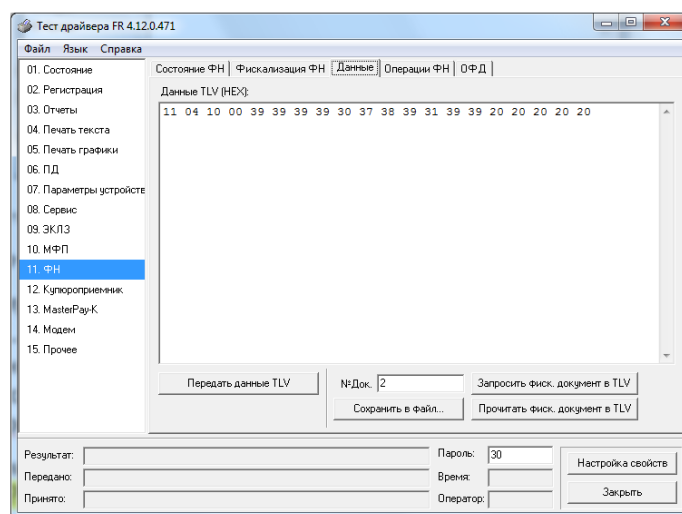 Тест драйвера FR 4.12.0.471
Файл Язык Справка
01. Состояние
02. Регистрация
03. Отчеты
04. Печать текста
05. Печать графики
06. ПД
07. Параметры устройств
08. Сервис
09. ЭКЛЗ
10. МФП
11. ФН
12. Купюроприемник
13. MasterPay-K
14. Модем
15. Прочее
Состояние ФН Фискализация ФН Данные Операции ФН ОФД
Данные TLV (HEX):
11 04 10 00 39 39 39 39 30 37 38 39 31 39 39 20 20 20 20 20
Передать данные TLV
№Док. 2
Запросить фиск. документ в TLV
Сохранить в файл...
Прочитать фиск. документ в TLV
Результат:
Передано:
Принято:
Пароль: 30
Время:
Оператор:
Настройка свойств
Закрыть